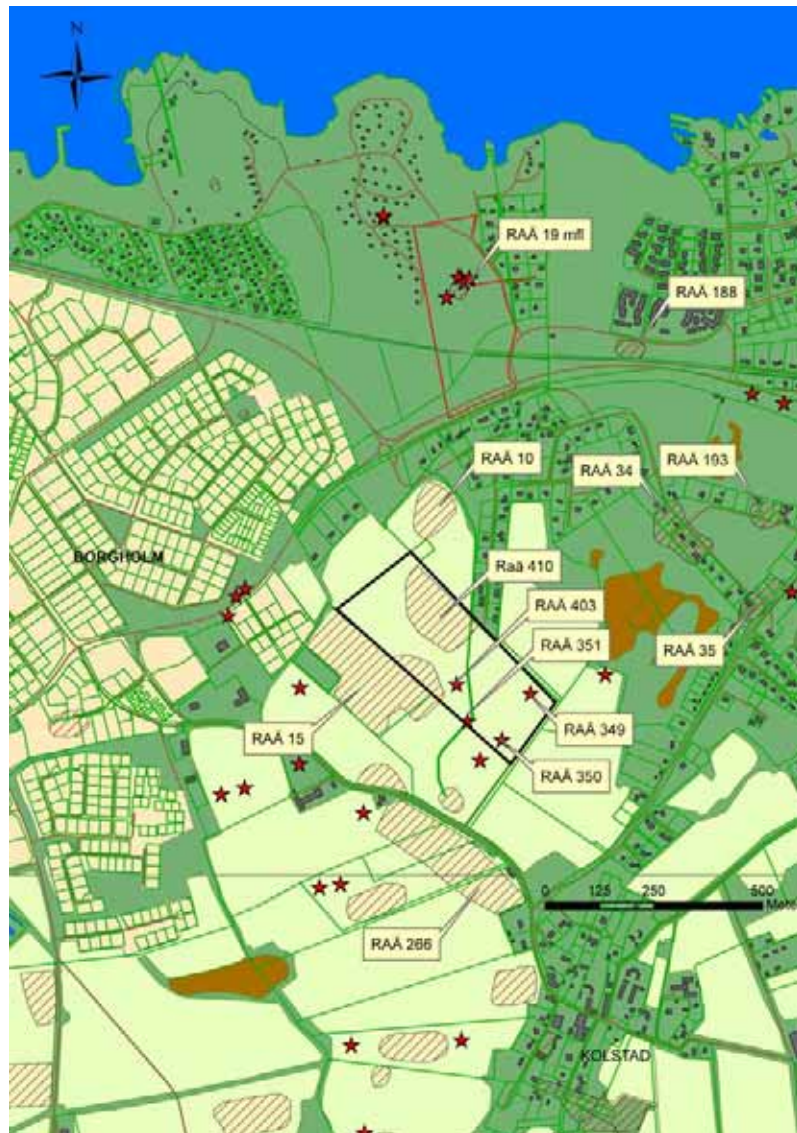 N
RAÄ 19 mfl
RAÄ 188
RAÄ 10
RAÄ 34
RAÄ 193
BORGHOLM
Raä 410
RAÄ 403
RAÄ 351
RAÄ 35
RAÄ 15
RAÄ 349
RAÄ 350
0 125 250 500
Mete
RAÄ 266
KOLSTAD